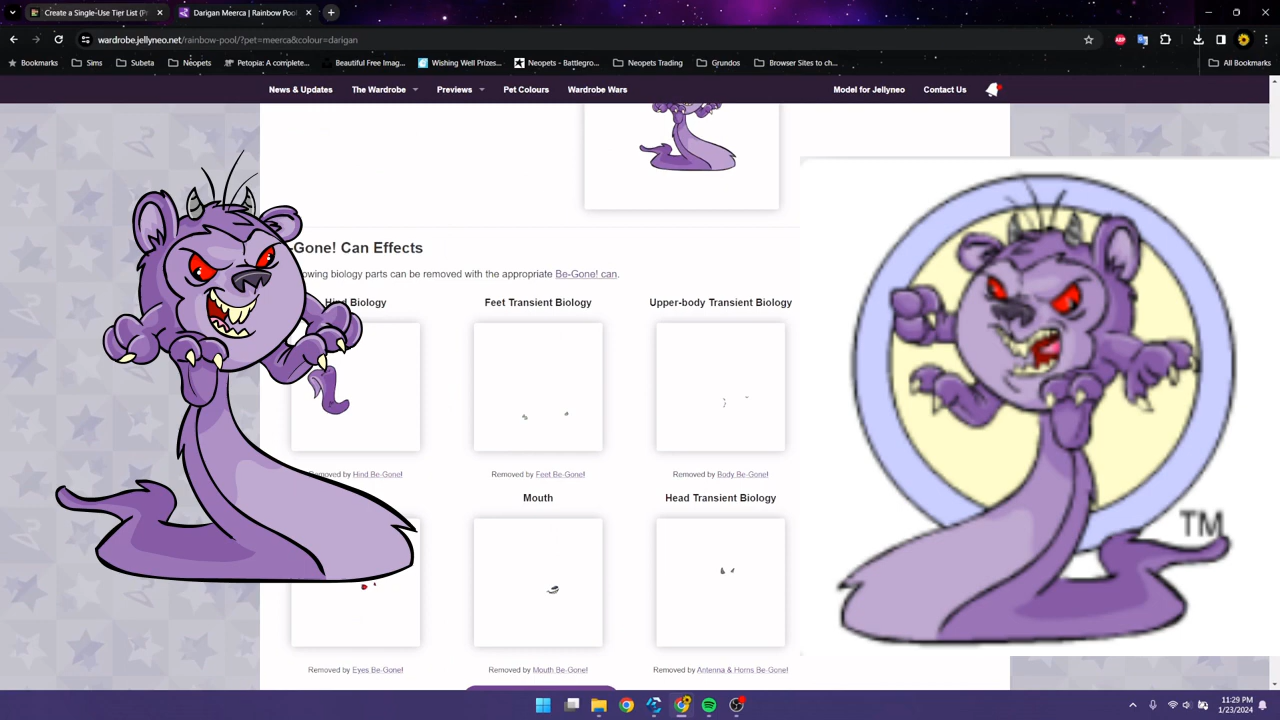 Create a Single-Use Tier List (P
Darigan Meerca | Rainbow Pool
wardrobe.jellyneo.net/rainbow-pool/?pet=meerca&colour=darigan
Bookmarks Sims Subeta Neopets Petopia: A complete... Beautiful Free Imag... Wishing Well Prizes... Neopets - Battlegro... Neopets Trading Grundos Browser Sites to ch... All Bookmarks
News & Updates The Wardrobe Previews Pet Colours Wardrobe Wars Model for Jellyneo Contact Us
-Gone! Can Effects
owing biology parts can be removed with the appropriate Be-Gone! can.
Hind Biology Feet Transient Biology Upper-body Transient Biology
TM
moved by Hind Be-Gone! Removed by Feet Be-Gone! Removed by Body Be-Gone!
Mouth Head Transient Biology
Removed by Eyes Be-Gone! Removed by Mouth Be-Gone! Removed by Antenna & Horns Be-Gone!
11:29 PM
1/23/2024